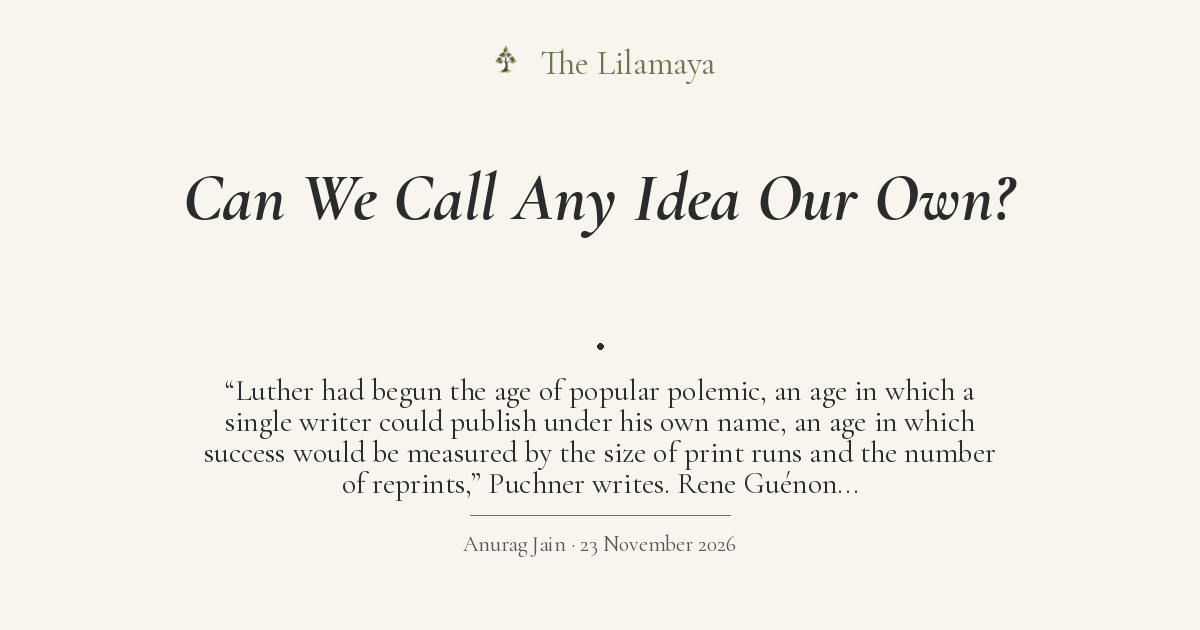 The Lilamaya
Can We Call Any Idea Our Own?
“Luther had begun the age of popular polemic, an age in which a
single writer could publish under his own name, an age in which
success would be measured by the size of print runs and the number
of reprints,” Puchner writes. Rene Guénon…
Anurag Jain · 23 November 2026